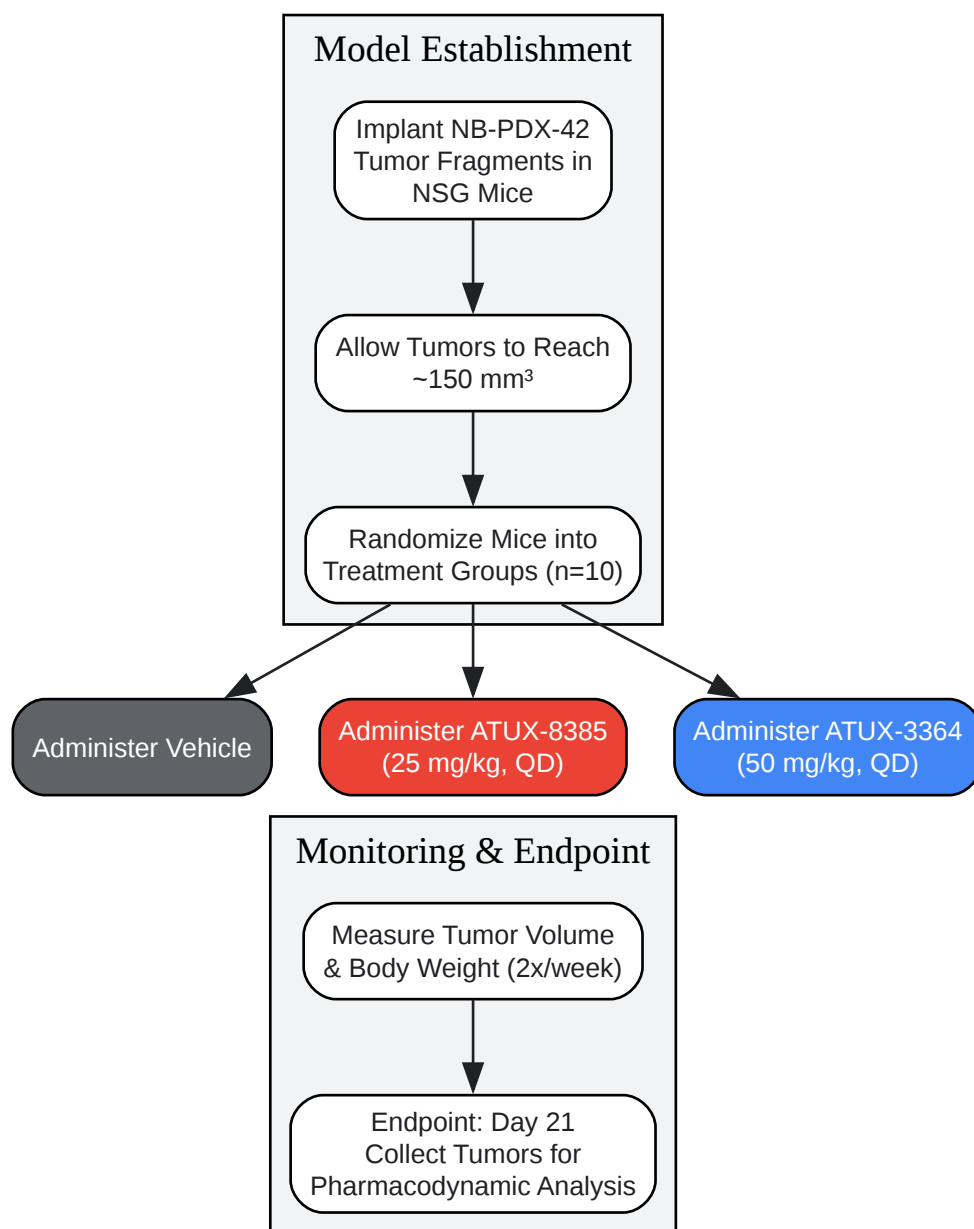 Model Establishment
Implant NB-PDX-42
Tumor Fragments in
NSG Mice
Allow Tumors to Reach
~150 mm³
Randomize Mice into
Treatment Groups (n=10)
Administer Vehicle
Administer ATUX-8385
(25 mg/kg, QD)
Administer ATUX-3364
(50 mg/kg, QD)
Monitoring & Endpoint
Measure Tumor Volume
& Body Weight (2x/week)
Endpoint: Day 21
Collect Tumors for
Pharmacodynamic Analysis